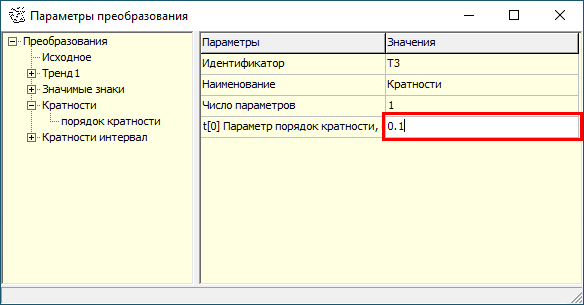 Параметры преобразования
Преобразования
Исходное
Тренд1
Значимые знаки
Кратности
порядок кратности
Кратности интервал
Параметры Значения
Идентификатор T3
Наименование Кратности
Число параметров 1
t[0] Параметр порядок кратности, 0.1